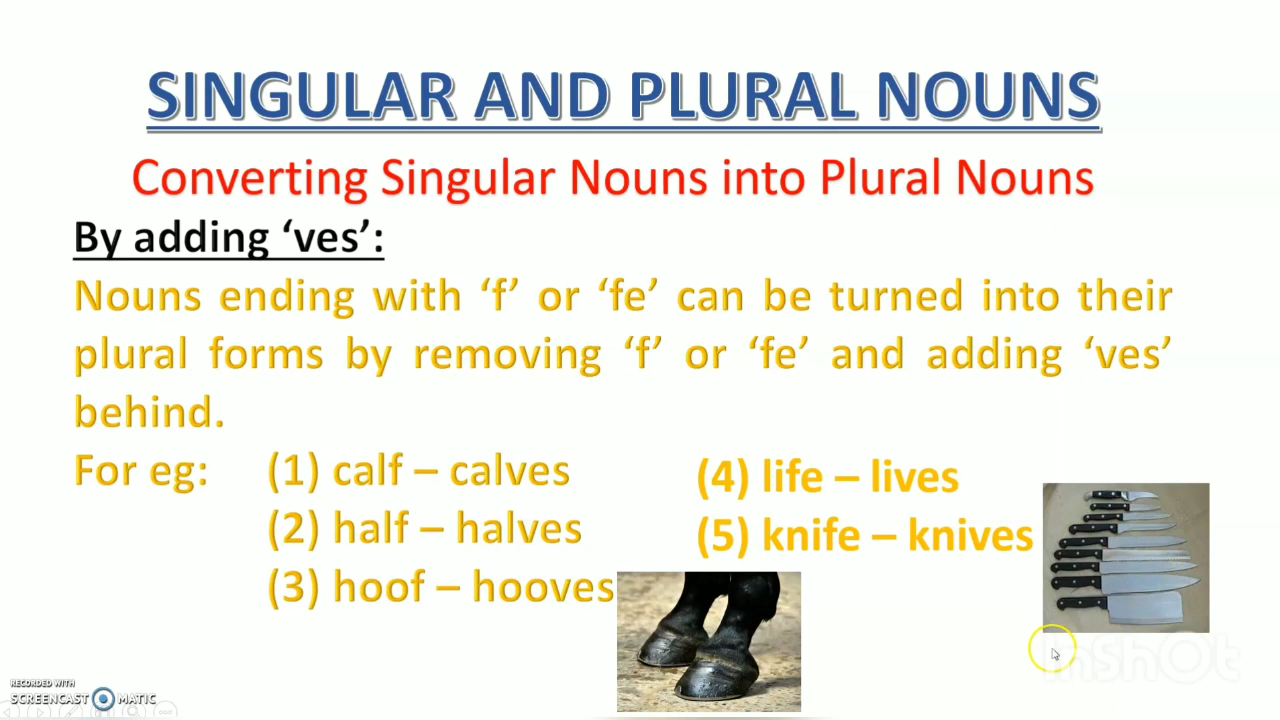 SINGULAR AND PLURAL NOUNS
Converting Singular Nouns into Plural Nouns
By adding ‘ves’:
Nouns ending with ‘f’ or ‘fe’ can be turned into their
plural forms by removing ‘f’ or ‘fe’ and adding ‘ves’
behind.
For eg: (1) calf – calves
(2) half – halves
(3) hoof – hooves
(4) life – lives
(5) knife – knives
InshOt
RECORDED WITH
SCREENCAST MATIC